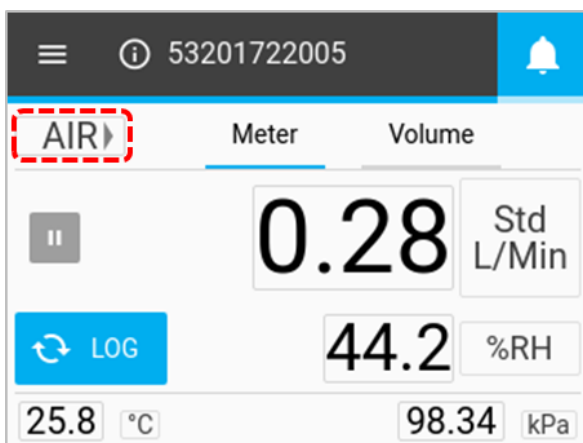 53201722005
AIR Meter Volume
0.28 Std L/Min
LOG 44.2 %RH
25.8 °C 98.34 kPa